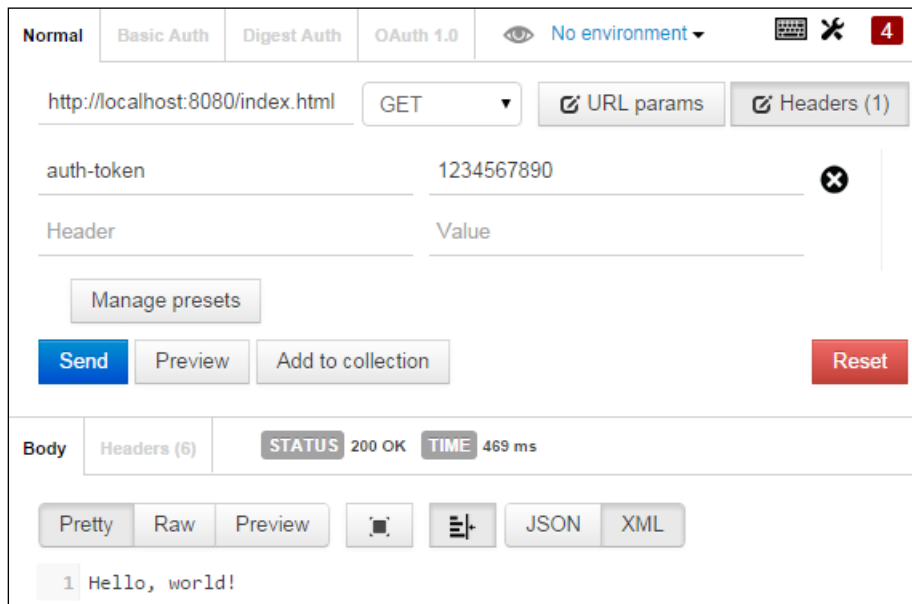 Normal Basic Auth Digest Auth OAuth 1.0 No environment 4
http://localhost:8080/index.html GET URL params Headers (1)
auth-token 1234567890
Header Value
Manage presets
Send Preview Add to collection Reset
Body Headers (6) STATUS 200 OK TIME 469 ms
Pretty Raw Preview JSON XML
1 Hello, world!